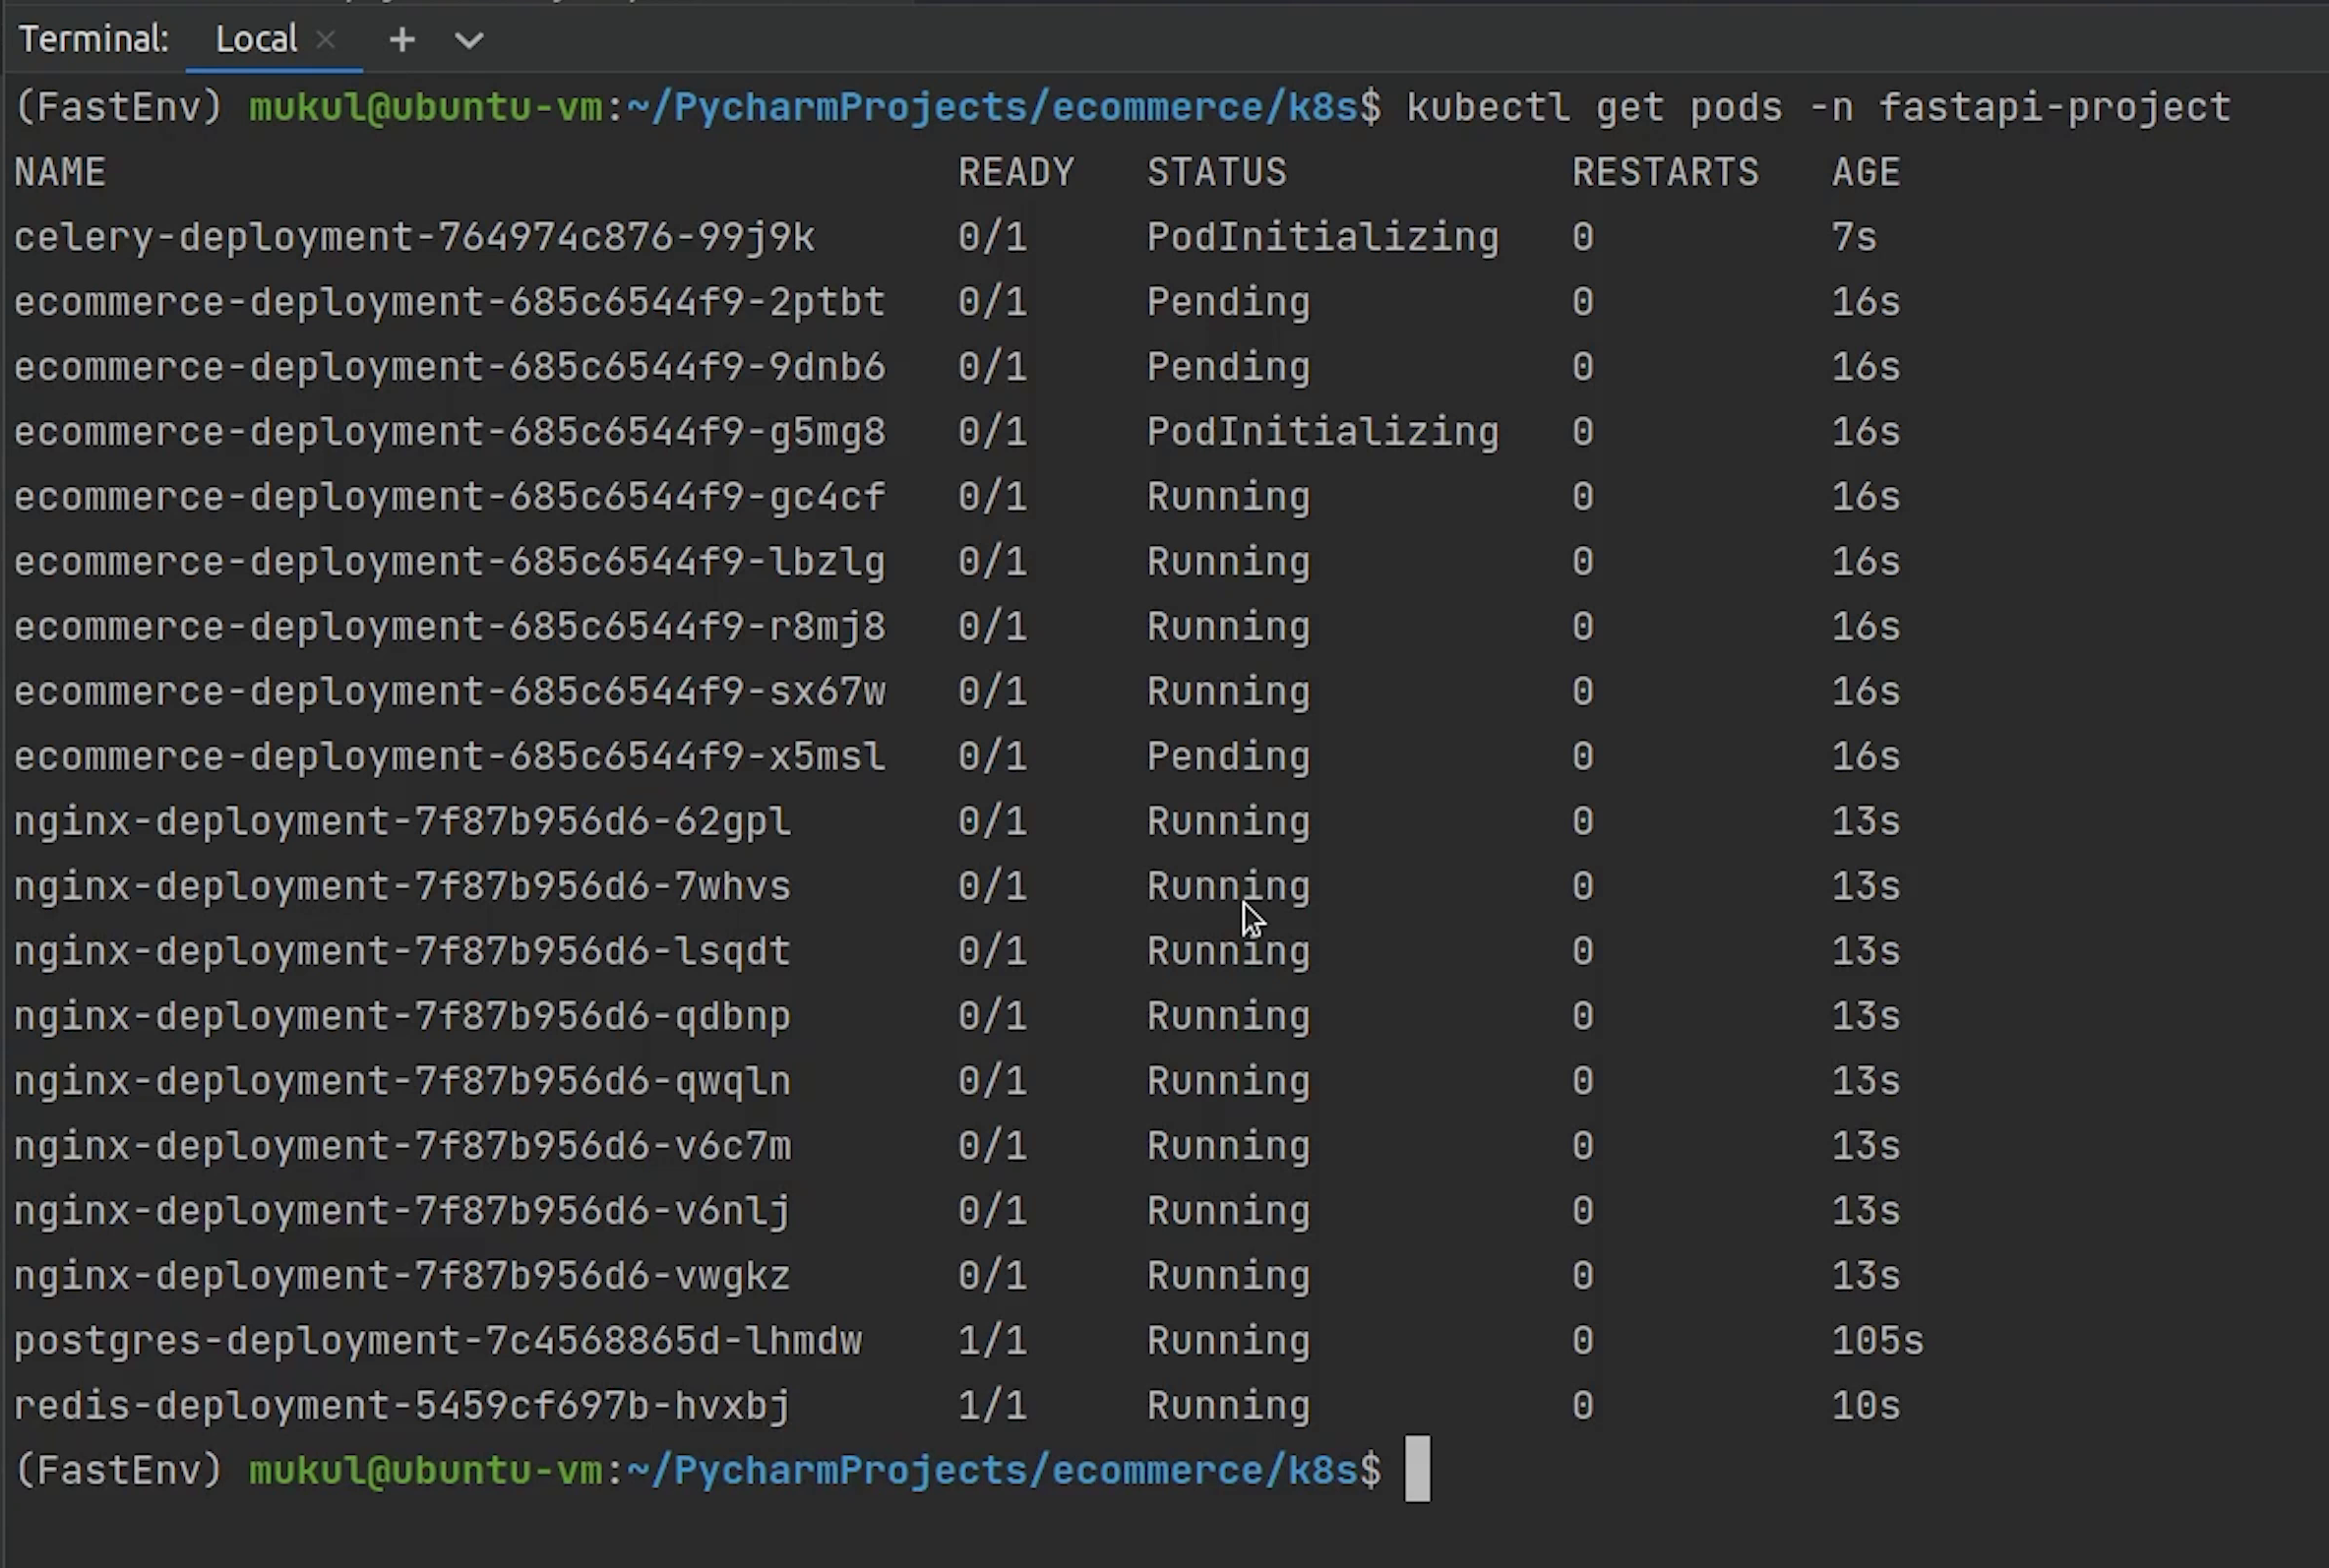 Terminal: Local × +
(FastEnv) mukul@ubuntu-vm:~/PycharmProjects/ecommerce/k8s$ kubectl get pods -n fastapi-project
NAME READY STATUS RESTARTS AGE
celery-deployment-764974c876-99j9k 0/1 PodInitializing 0 7s
ecommerce-deployment-685c6544f9-2ptbt 0/1 Pending 0 16s
ecommerce-deployment-685c6544f9-9dnb6 0/1 Pending 0 16s
ecommerce-deployment-685c6544f9-g5mg8 0/1 PodInitializing 0 16s
ecommerce-deployment-685c6544f9-gc4cf 0/1 Running 0 16s
ecommerce-deployment-685c6544f9-lbzlg 0/1 Running 0 16s
ecommerce-deployment-685c6544f9-r8mj8 0/1 Running 0 16s
ecommerce-deployment-685c6544f9-sx67w 0/1 Running 0 16s
ecommerce-deployment-685c6544f9-x5msl 0/1 Pending 0 16s
nginx-deployment-7f87b956d6-62gpl 0/1 Running 0 13s
nginx-deployment-7f87b956d6-7whvs 0/1 Running 0 13s
nginx-deployment-7f87b956d6-lsqdt 0/1 Running 0 13s
nginx-deployment-7f87b956d6-qdbnp 0/1 Running 0 13s
nginx-deployment-7f87b956d6-qwqln 0/1 Running 0 13s
nginx-deployment-7f87b956d6-v6c7m 0/1 Running 0 13s
nginx-deployment-7f87b956d6-v6nlj 0/1 Running 0 13s
nginx-deployment-7f87b956d6-vwgkz 0/1 Running 0 13s
postgres-deployment-7c4568865d-lhmdw 1/1 Running 0 105s
redis-deployment-5459cf697b-hvxbj 1/1 Running 0 10s
(FastEnv) mukul@ubuntu-vm:~/PycharmProjects/ecommerce/k8s$